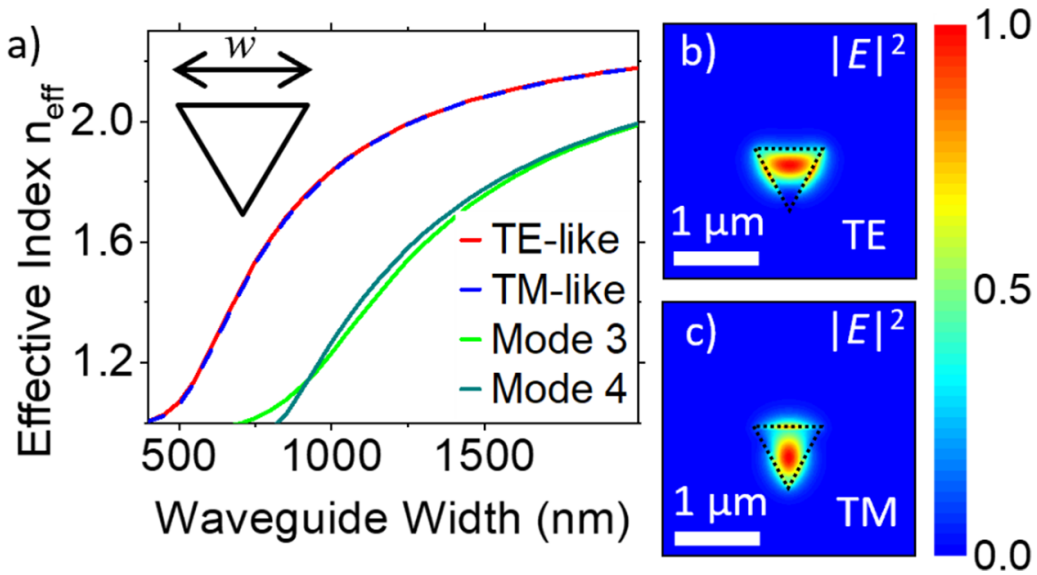 a)
w
Effective Index n_eff
2.0
1.6
1.2
500
1000
1500
Waveguide Width (nm)
TE-like
TM-like
Mode 3
Mode 4
b)
|E|²
1 μm
TE
c)
|E|²
1 μm
TM
1.0
0.5
0.0